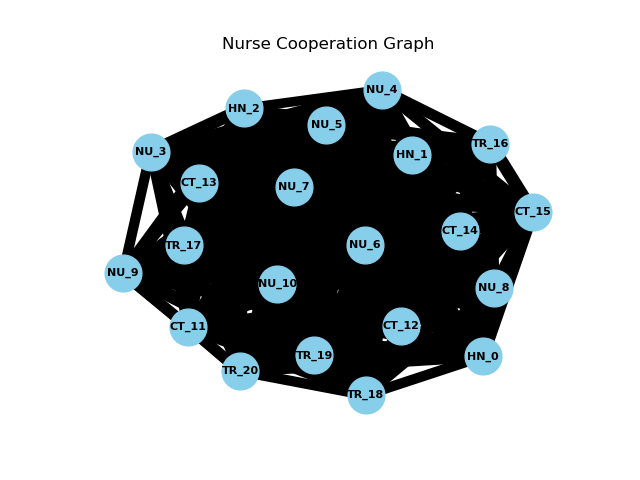 Nurse Cooperation Graph
NU_4
HN_2
NU_5
TR_16
NU_3
HN_1
CT_13
NU_7
CT_15
CT_14
TR_17
NU_6
NU_9
NU_10
NU_8
CT_11
CT_12
TR_19
HN_0
TR_20
TR_18